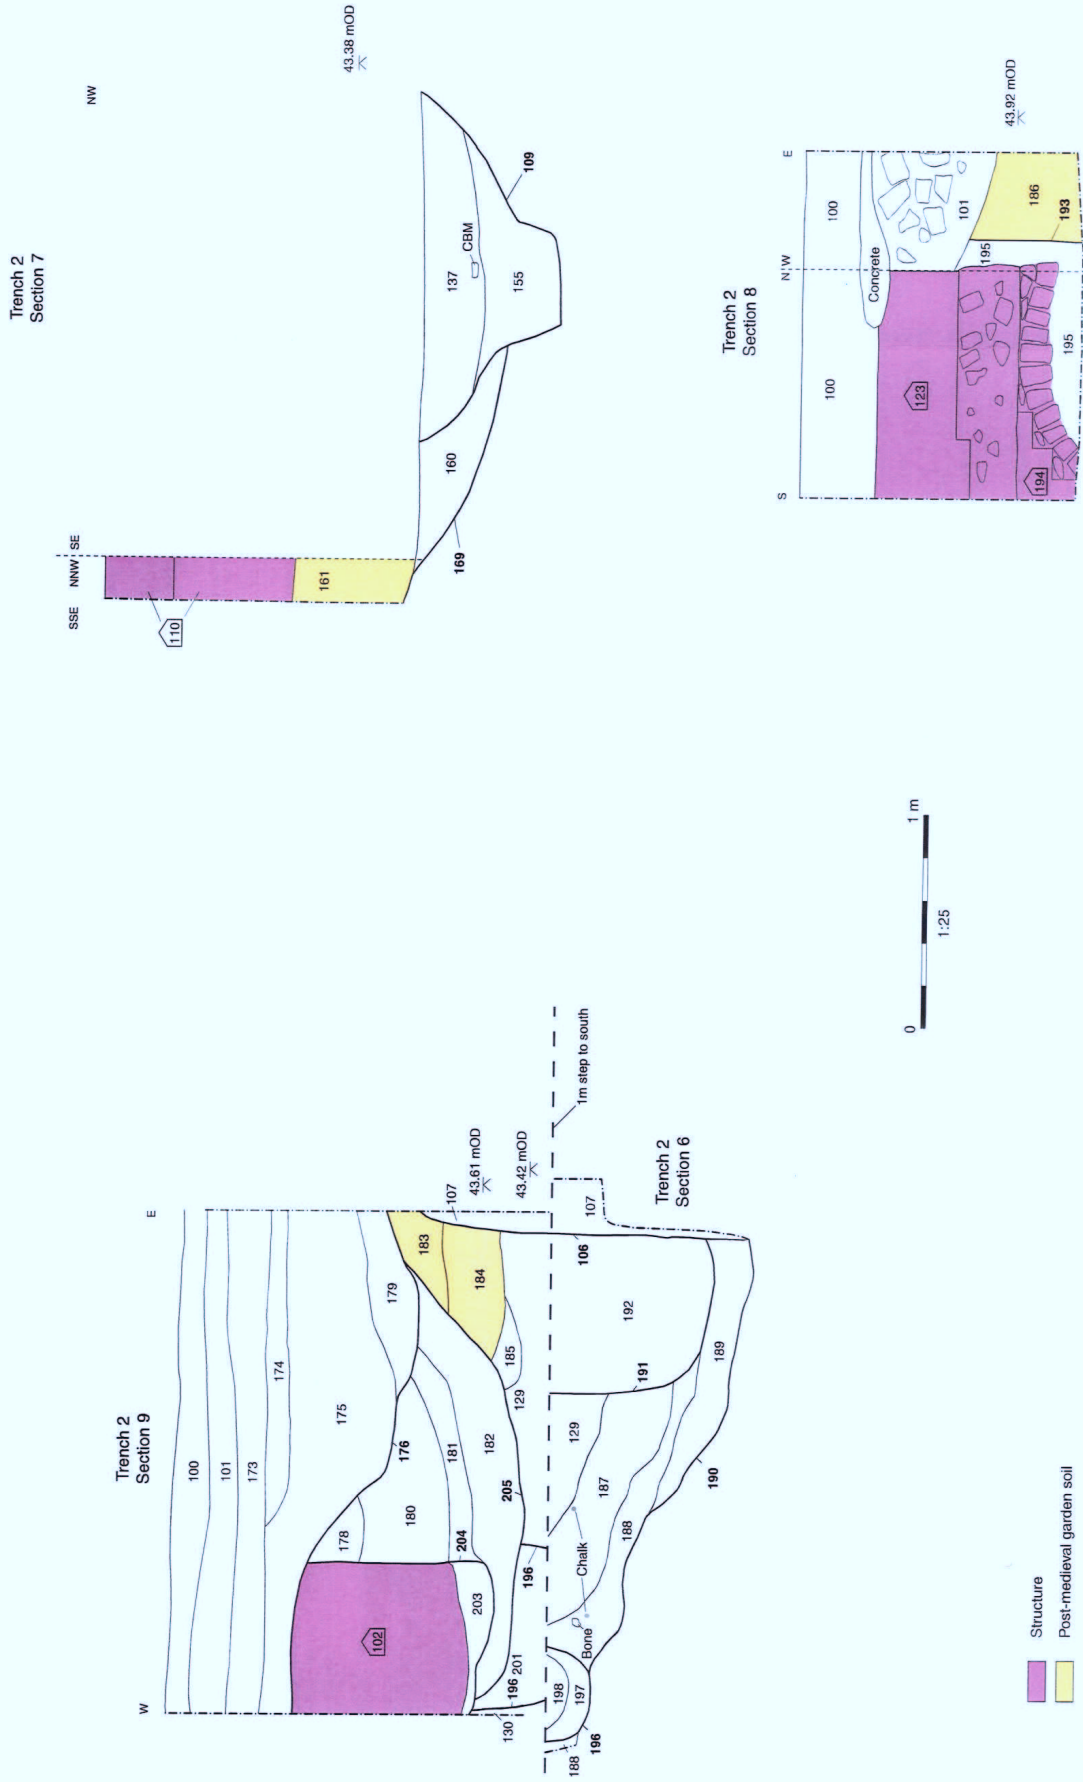 Trench 2
Section 9
W
E
100
101
173
174
175
176
178
179
180
181
182
183
184
185
129
102
203
204
205
196
201
196
130
107
43.61 mOD
43.42 mOD
1m step to south
Trench 2
Section 6
107
106
192
191
129
187
188
189
190
Chalk
Bone
198
197
196
188
Structure
Post-medieval garden soil
0
1 m
1:25
Trench 2
Section 7
SSE
NNW
SE
NW
110
161
160
169
137
CBM
155
109
43.38 mOD
Trench 2
Section 8
S
N
W
E
100
100
Concrete
123
101
195
186
193
194
195
43.92 mOD